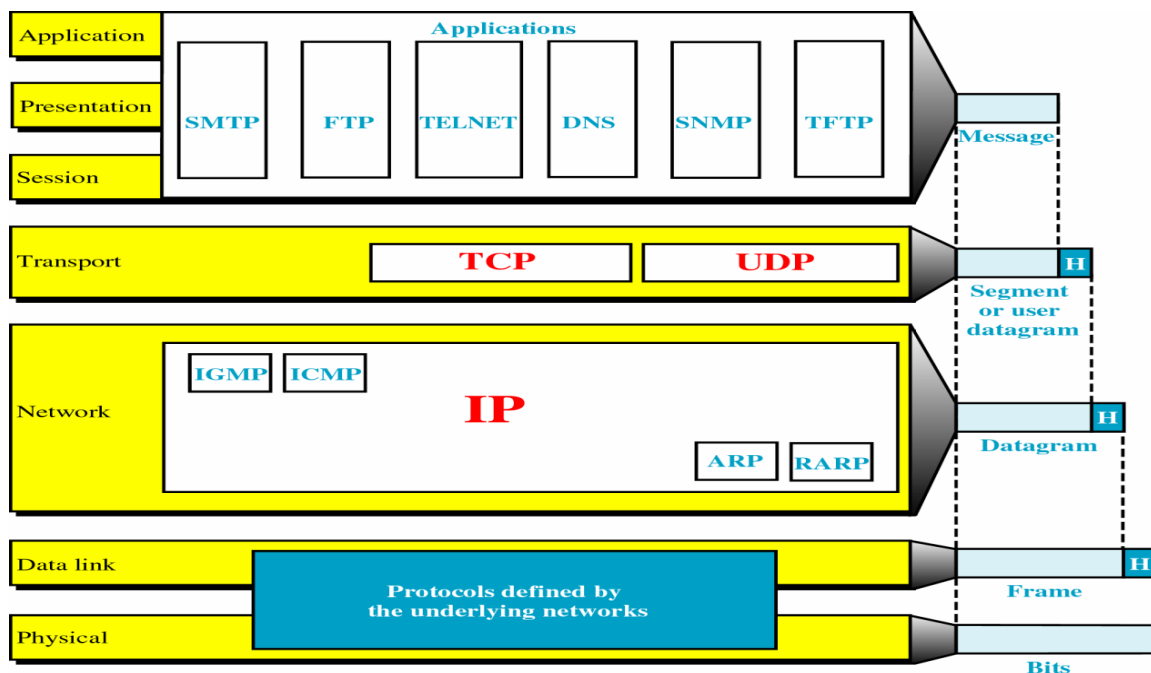 Application
Applications
Presentation
SMTP FTP TELNET DNS SNMP TFTP
Message
Session
Transport
TCP UDP
H
Segment
or user
datagram
IGMP ICMP
Network
IP
H
Datagram
ARP RARP
Data link
H
Protocols defined by
the underlying networks
Frame
Physical
Bits